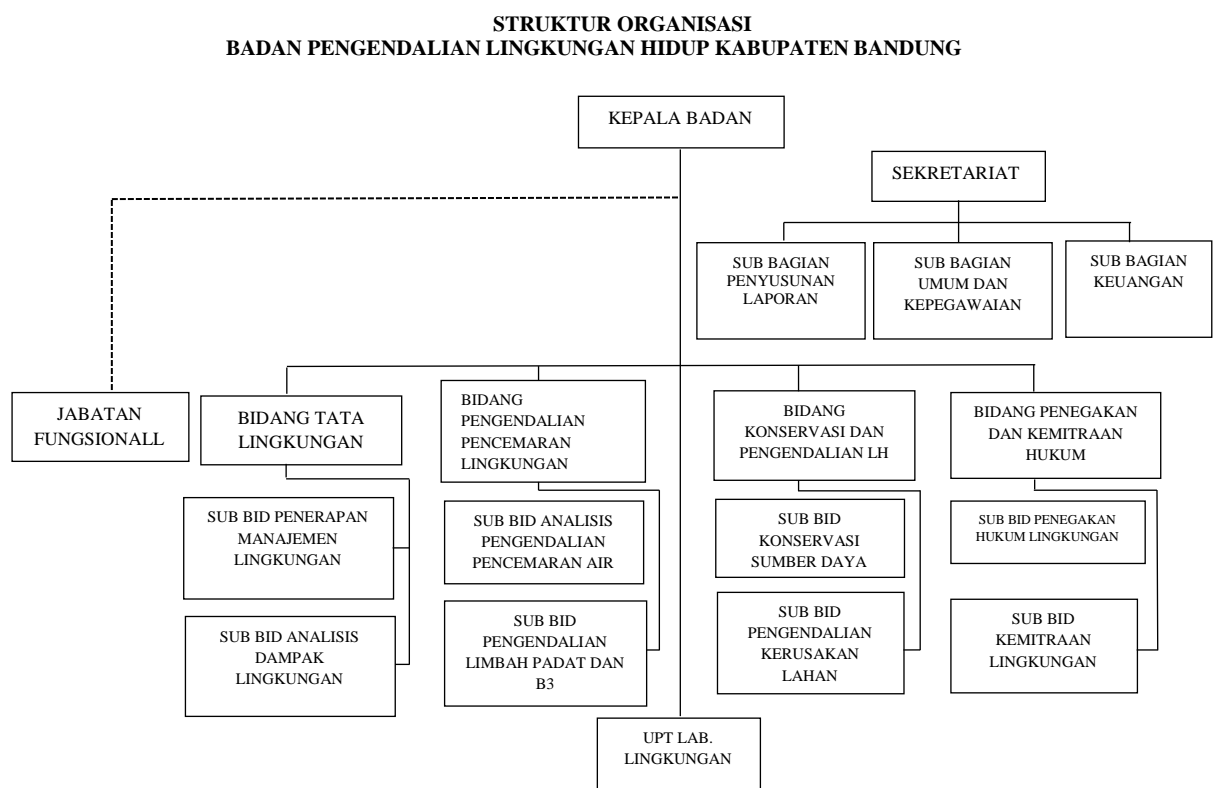 STRUKTUR ORGANISASI
BADAN PENGENDALIAN LINGKUNGAN HIDUP KABUPATEN BANDUNG
KEPALA BADAN
SEKRETARIAT
SUB BAGIAN
PENYUSUNAN
LAPORAN
SUB BAGIAN
UMUM DAN
KEPEGAWAIAN
SUB BAGIAN
KEUANGAN
JABATAN
FUNGSIONALL
BIDANG TATA
LINGKUNGAN
BIDANG
PENGENDALIAN
PENCEMARAN
LINGKUNGAN
BIDANG
KONSERVASI DAN
PENGENDALIAN LH
BIDANG PENEGAKAN
DAN KEMITRAAN
HUKUM
SUB BID PENERAPAN
MANAJEMEN
LINGKUNGAN
SUB BID ANALISIS
PENGENDALIAN
PENCEMARAN AIR
SUB BID
KONSERVASI
SUMBER DAYA
SUB BID PENEGAKAN
HUKUM LINGKUNGAN
SUB BID ANALISIS
DAMPAK
LINGKUNGAN
SUB BID
PENGENDALIAN
LIMBAH PADAT DAN
B3
SUB BID
PENGENDALIAN
KERUSAKAN
LAHAN
SUB BID
KEMITRAAN
LINGKUNGAN
UPT LAB.
LINGKUNGAN